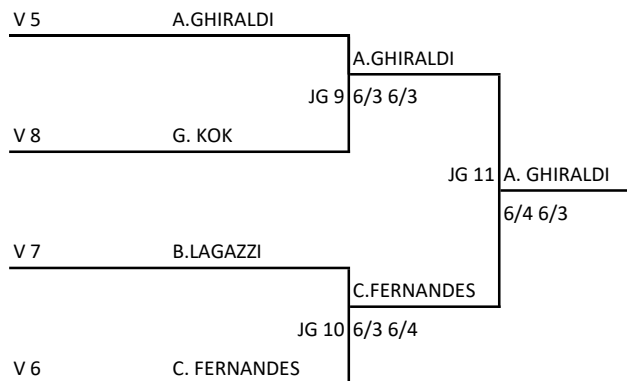 V 5 A.GHIRALDI
A.GHIRALDI
JG 9 6/3 6/3
V 8 G. KOK
JG 11 A. GHIRALDI
6/4 6/3
V 7 B.LAGAZZI
C.FERNANDES
JG 10 6/3 6/4
V 6 C. FERNANDES